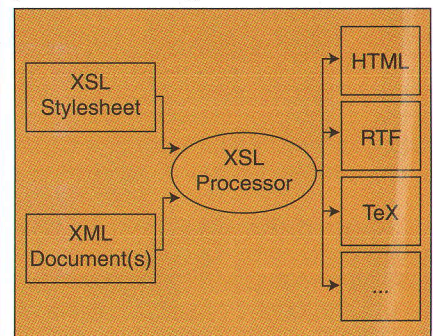 XSL
Stylesheet
XML
Document(s)
XSL
Processor
HTML
RTF
TeX
...